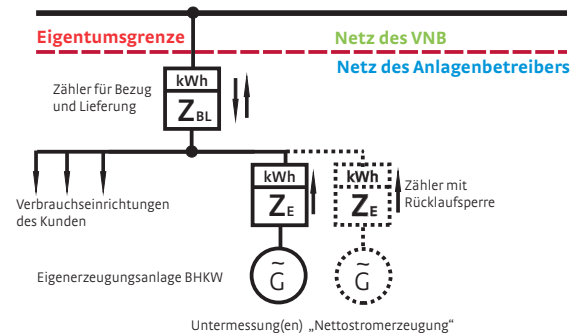 Eigentumsgrenze
Netz des VNB
Netz des Anlagenbetreibers
Zähler für Bezug
und Lieferung
kWh
ZBL
kWh
ZE
kWh
ZE
Zähler mit
Rücklaufsperre
Verbrauchseinrichtungen
des Kunden
Eigenerzeugungsanlage BHKW
G̃
G̃
Untermessung(en) „Nettostromerzeugung“